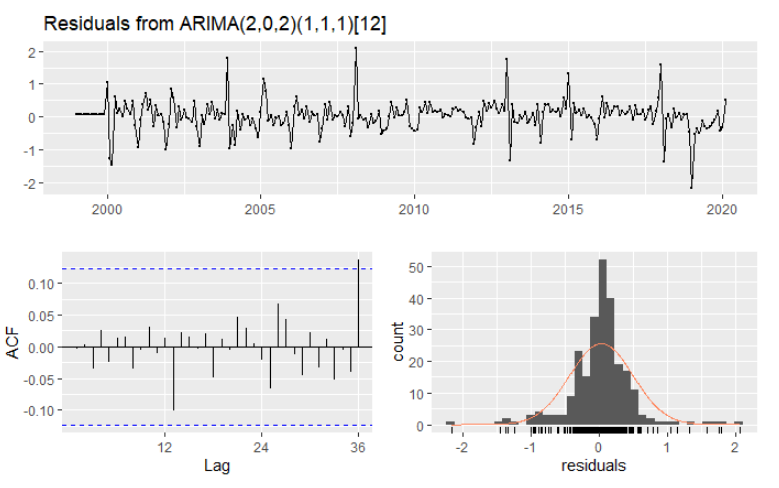 Residuals from ARIMA(2,0,2)(1,1,1)[12]
2
1
0
-1
-2
2000 2005 2010 2015 2020
ACF
0.10
0.05
0.00
-0.05
-0.10
12 24 36
Lag
count
50
40
30
20
10
0
-2 -1 0 1 2
residuals